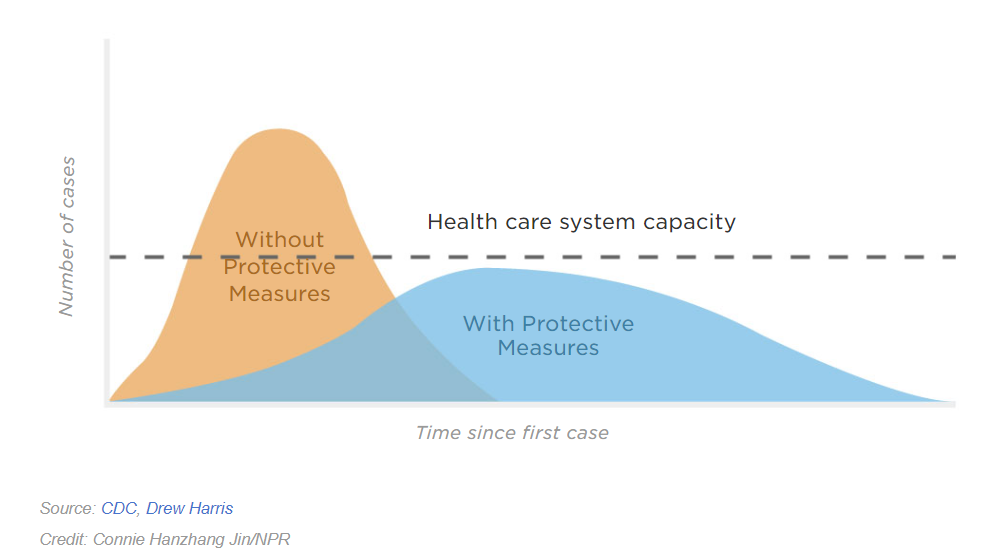 Number of cases
Health care system capacity
Without
Protective
Measures
With Protective
Measures
Time since first case
Source: CDC, Drew Harris
Credit: Connie Hanzhang Jin/NPR